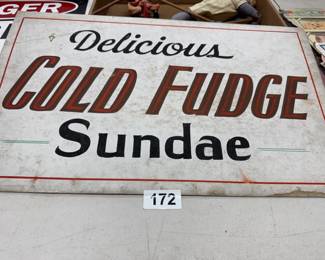 GER
Delicious
COLD FUDGE
Sundae
172